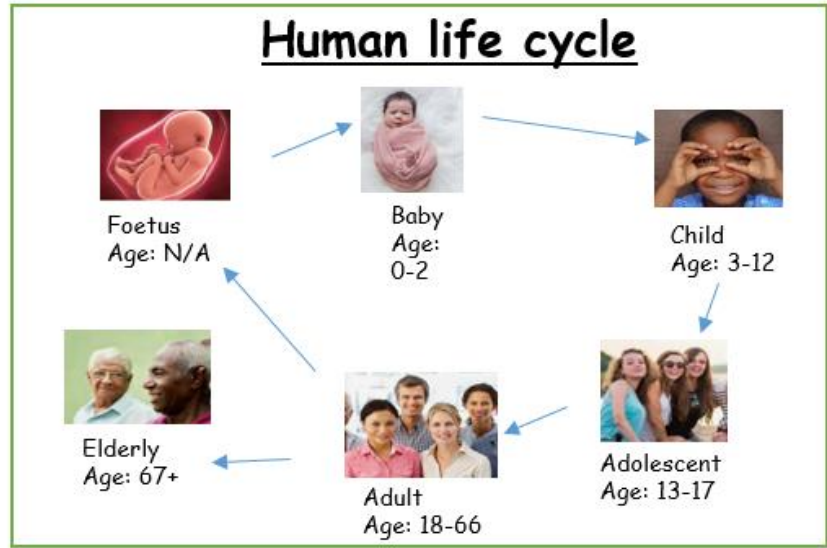 Human life cycle
Foetus
Age: N/A
Baby
Age:
0-2
Child
Age: 3-12
Adolescent
Age: 13-17
Adult
Age: 18-66
Elderly
Age: 67+